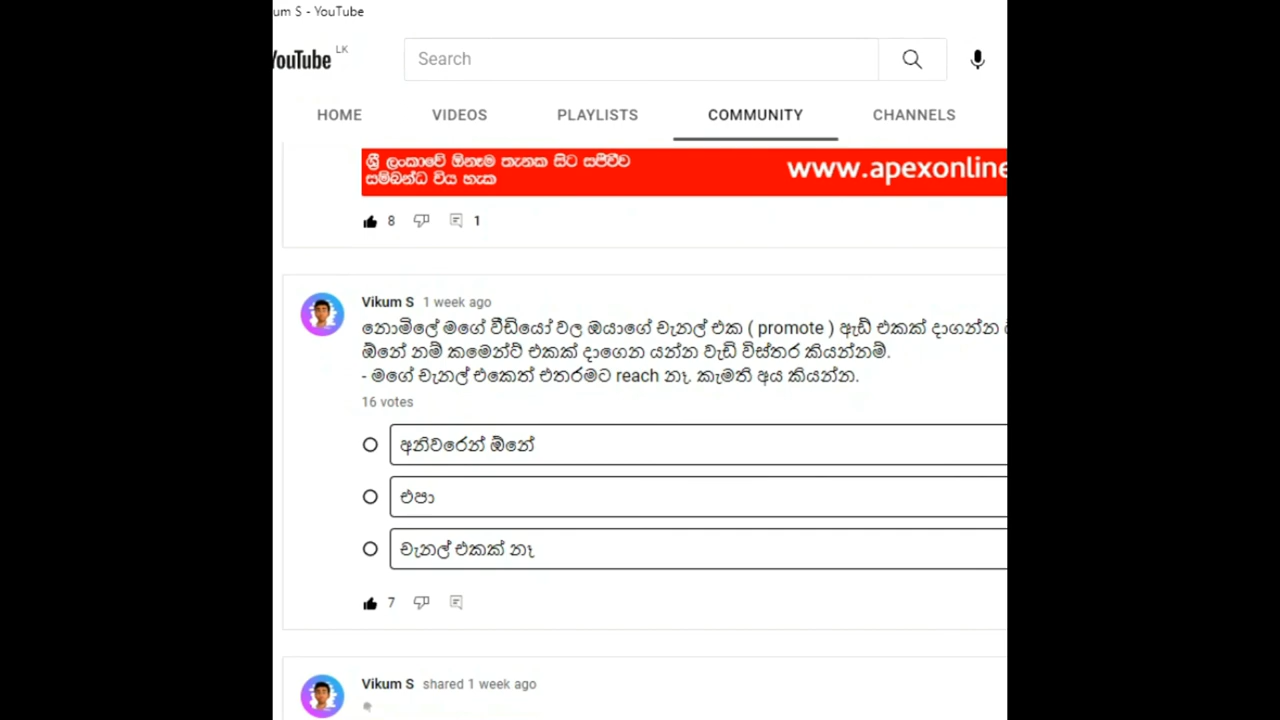 um S - YouTube
YouTube LK
Search
HOME VIDEOS PLAYLISTS COMMUNITY CHANNELS
ශ්‍රී ලංකාවේ ඕනෑම තැනක සිට සජීවීව
සම්බන්ධ විය හැක
www.apexonline
8 1
Vikum S 1 week ago
නොමිලේ මගේ වීඩියෝ වල ඔයාගේ චැනල් එක ( promote ) ඇඩ් එකක් දාගන්න
ඕනේ නම් කමෙන්ට් එකක් දාගෙන යන්න වැඩි විස්තර කියන්නම්.
- මගේ චැනල් එකෙත් එතරමට reach නෑ. කැමති අය කියන්න.
16 votes
අනිවරෙන් ඕනේ
එපා
චැනල් එකක් නෑ
7
Vikum S shared 1 week ago